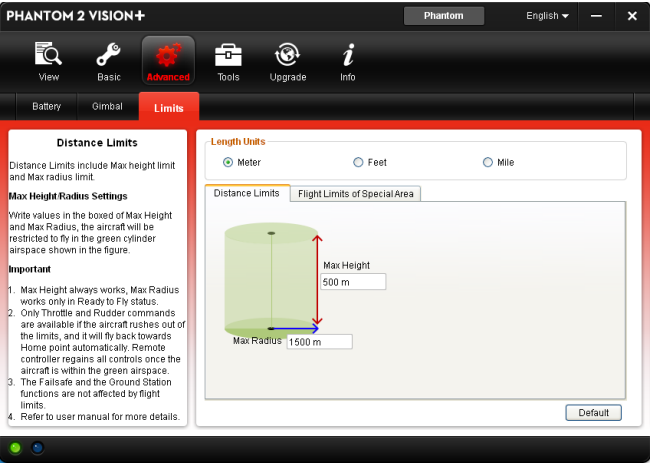 PHANTOM 2 VISION+
Phantom
English
View
Basic
Advanced
Tools
Upgrade
Info
Battery
Gimbal
Limits
Distance Limits
Distance Limits include Max height limit
and Max radius limit.
Max Height/Radius Settings
Write values in the boxed of Max Height
and Max Radius, the aircraft will be
restricted to fly in the green cylinder
airspace shown in the figure.
Important
1. Max Height always works, Max Radius
works only in Ready to Fly status.
2. Only Throttle and Rudder commands
are available if the aircraft rushes out of
the limits, and it will fly back towards
Home point automatically. Remote
controller regains all controls once the
aircraft is within the green airspace.
3. The Failsafe and the Ground Station
functions are not affected by flight
limits.
4. Refer to user manual for more details.
Length Units
Meter
Feet
Mile
Distance Limits
Flight Limits of Special Area
Max Height
500 m
Max Radius
1500 m
Default